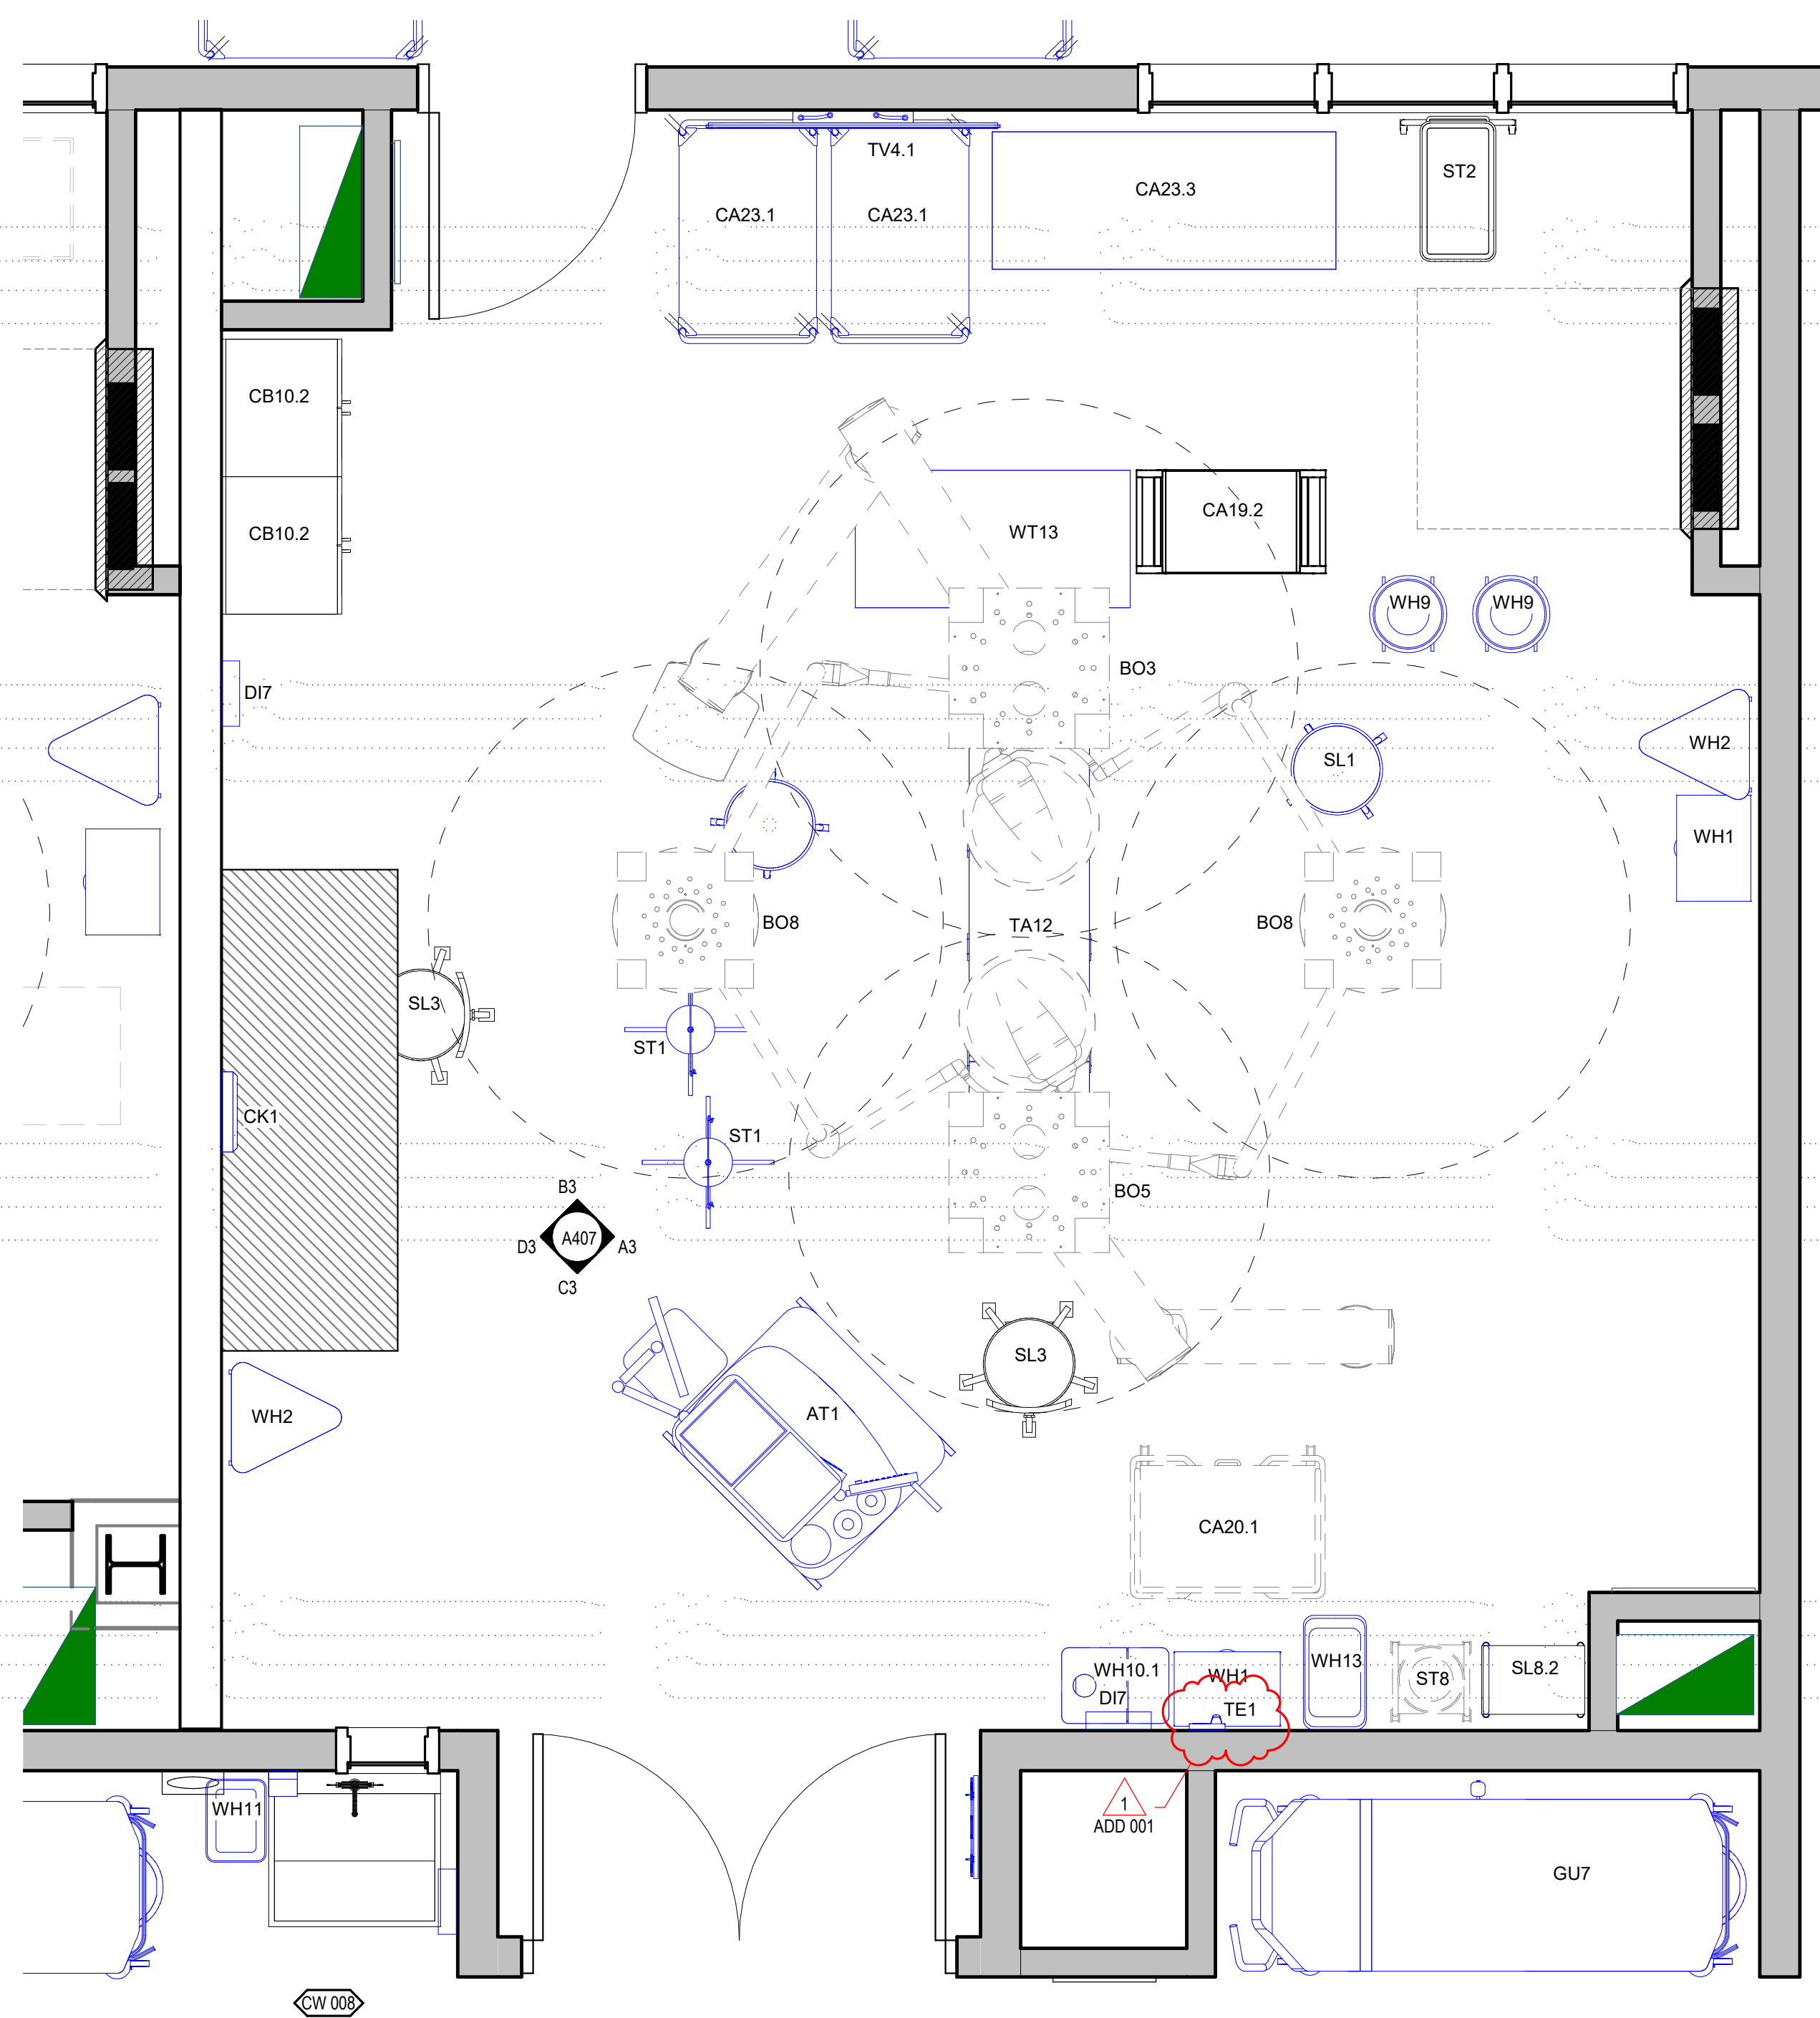 TV4.1
ST2
CA23.3
CA23.1
CA23.1
CB10.2
CA19.2
WT13
CB10.2
WH9
WH9
BO3
DI7
WH2
SL1
WH1
BO8
TA12
BO8
SL3
ST1
CK1
ST1
B3
BO5
A407
D3
A3
C3
SL3
WH2
AT1
CA20.1
WH10.1
WH1
WH13
ST8
SL8.2
DI7
TE1
1
ADD 001
WH11
GU7
CW 008